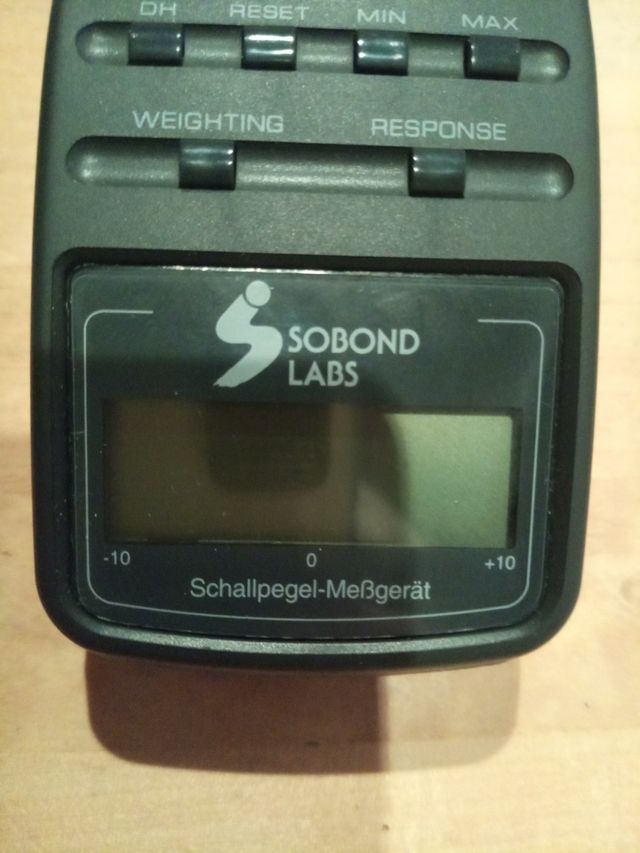 DH RESET MIN MAX
WEIGHTING RESPONSE
SOBOND
LABS
-10 0 +10
Schallpegel-Meßgerät